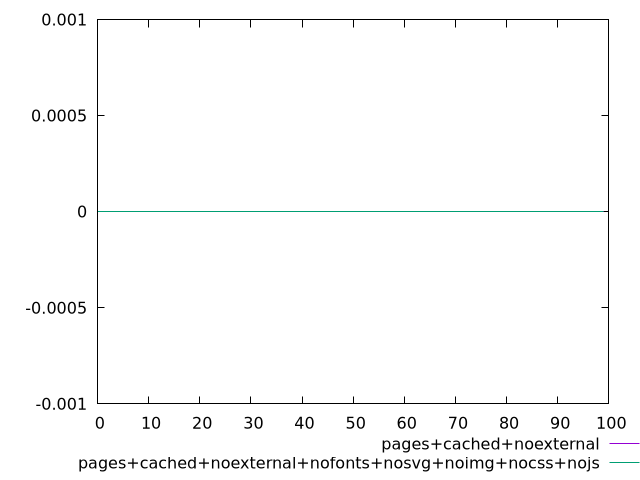 0.001
0.0005
0
-0.0005
-0.001
0 10 20 30 40 50 60 70 80 90 100
pages+cached+noexternal
pages+cached+noexternal+nofonts+nosvg+noimg+nocss+nojs